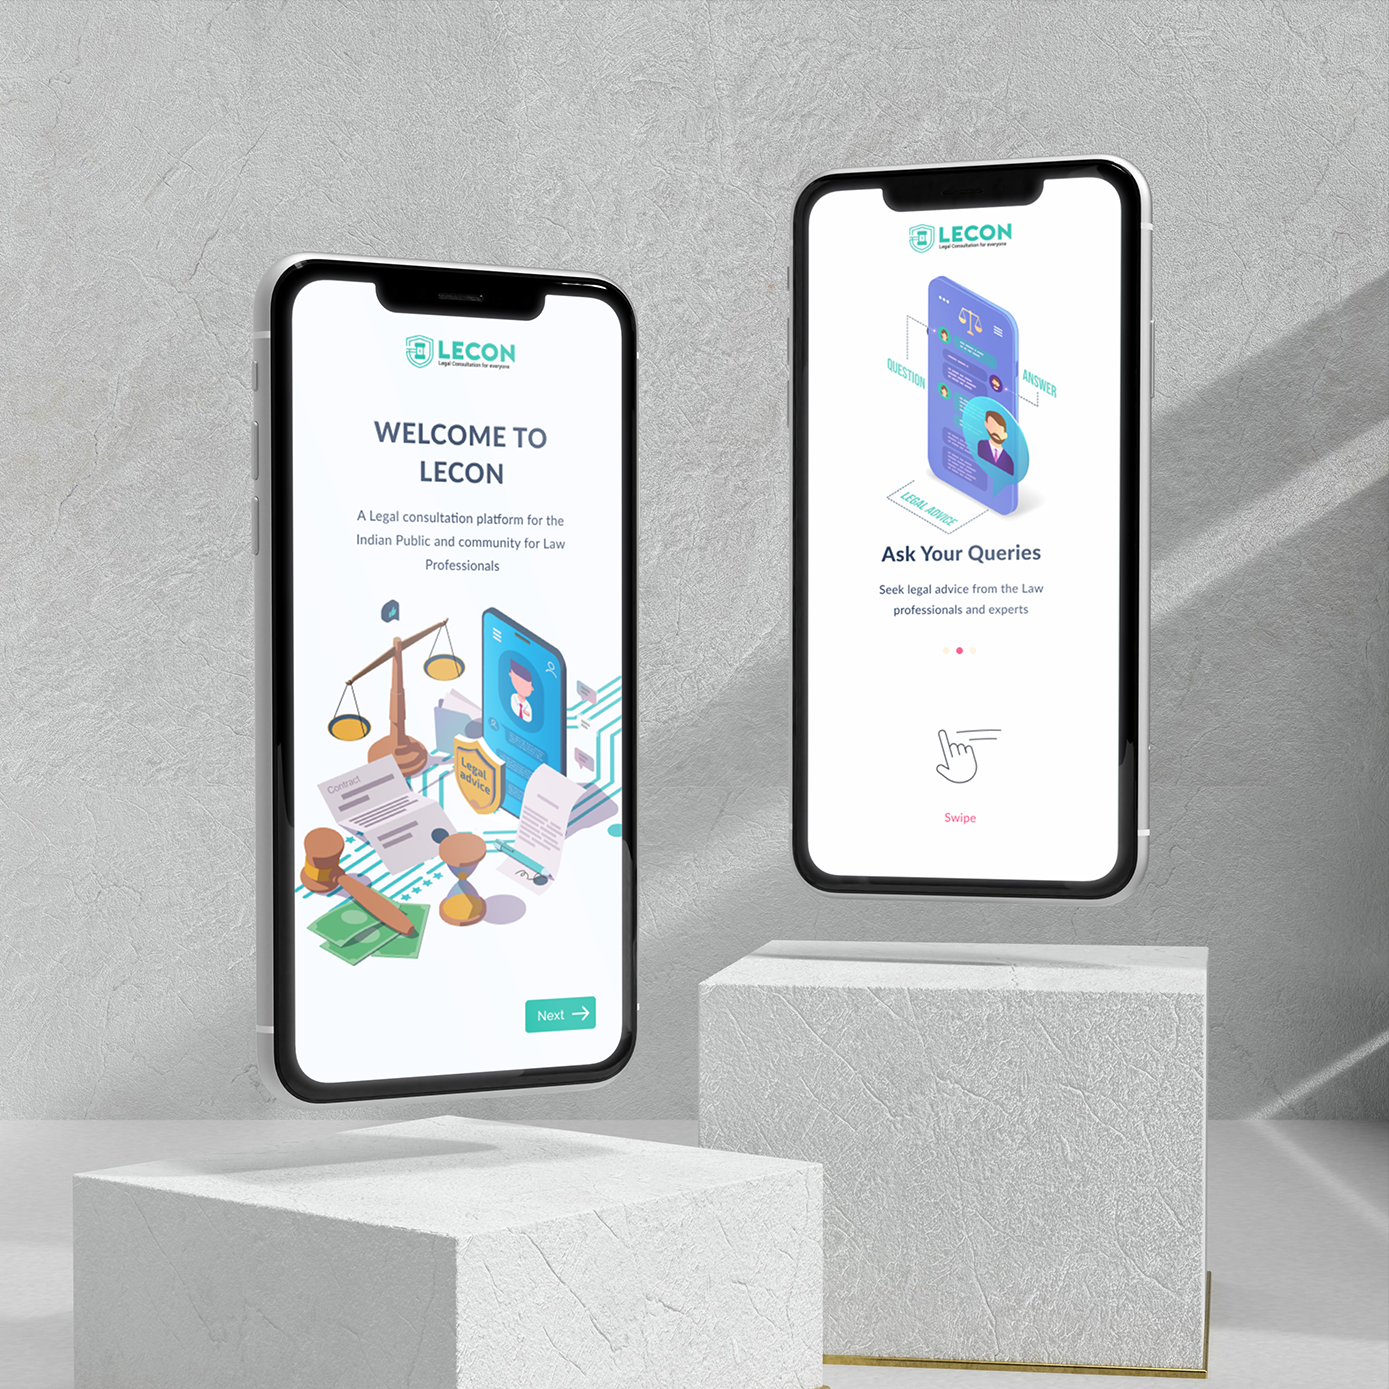 LECON
Legal Consultation for everyone
WELCOME TO
LECON
A Legal consultation platform for the
Indian Public and community for Law
Professionals
Legal
advice
Contract
Next
LECON
Legal Consultation for everyone
QUESTION
ANSWER
LEGAL ADVICE
Ask Your Queries
Seek legal advice from the Law
professionals and experts
Swipe